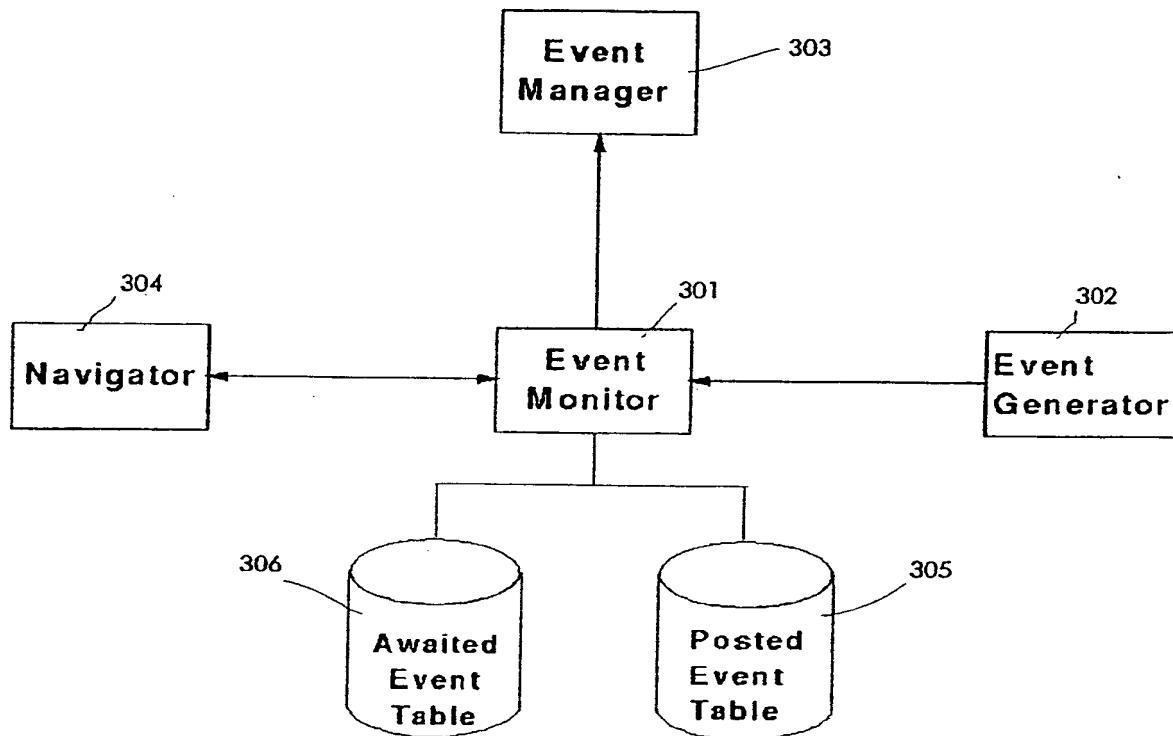 Event
Manager
303
304
301
302
Navigator
Event
Monitor
Event
Generator
306
305
Awaited
Event
Table
Posted
Event
Table